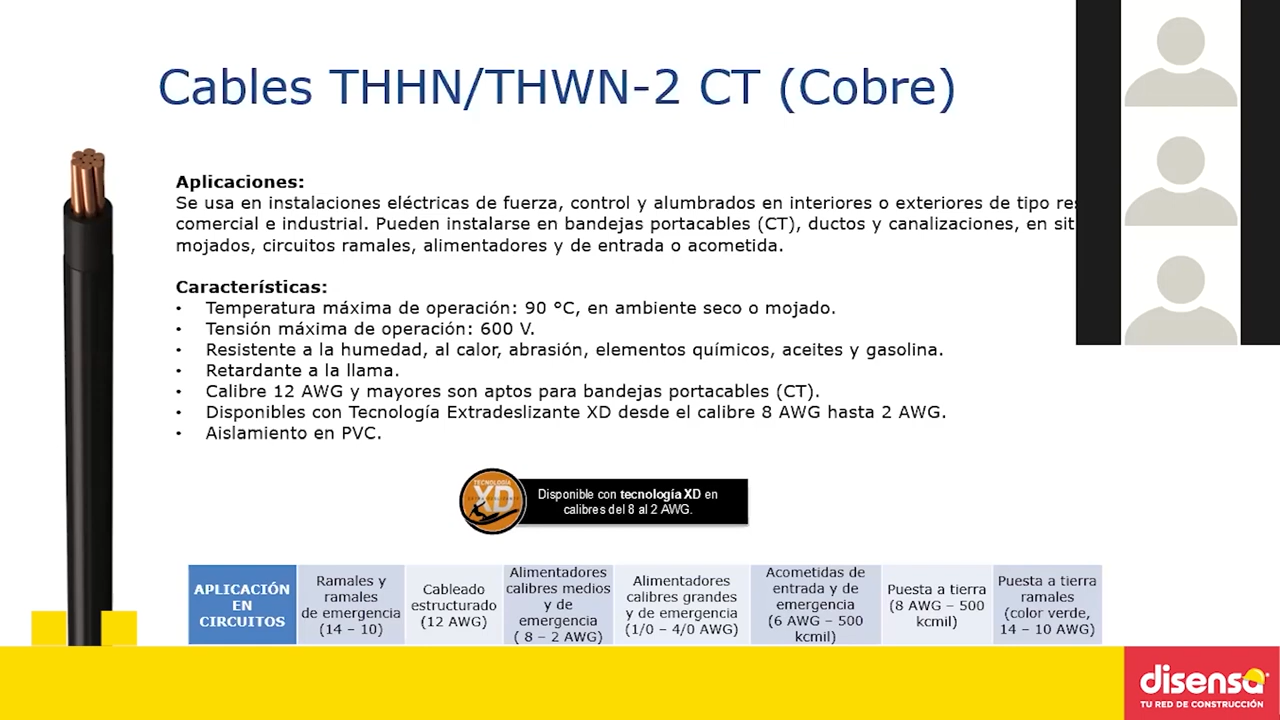 Cables THHN/THWN-2 CT (Cobre)
Aplicaciones:
Se usa en instalaciones eléctricas de fuerza, control y alumbrados en interiores o exteriores de tipo
comercial e industrial. Pueden instalarse en bandejas portacables (CT), ductos y canalizaciones, en
mojados, circuitos ramales, alimentadores y de entrada o acometida.
Características:
• Temperatura máxima de operación: 90 °C, en ambiente seco o mojado.
• Tensión máxima de operación: 600 V.
• Resistente a la humedad, al calor, abrasión, elementos químicos, aceites y gasolina.
• Retardante a la llama.
• Calibre 12 AWG y mayores son aptos para bandejas portacables (CT).
• Disponibles con Tecnología Extradeslizante XD desde el calibre 8 AWG hasta 2 AWG.
• Aislamiento en PVC.
TECNOLOGÍA
XD
Disponible con tecnología XD en
calibres del 8 al 2 AWG.
APLICACIÓN
EN
CIRCUITOS
Ramales y
ramales
de emergencia
(14 – 10)
Cableado
estructurado
(12 AWG)
Alimentadores
calibres medios
y de
emergencia
( 8 – 2 AWG)
Alimentadores
calibres grandes
y de emergencia
(1/0 – 4/0 AWG)
Acometidas de
entrada y de
emergencia
(6 AWG – 500
kcmil)
Puesta a tierra
(8 AWG – 500
kcmil)
Puesta a tierra
ramales
(color verde,
14 – 10 AWG)
disensa
TU RED DE CONSTRUCCIÓN